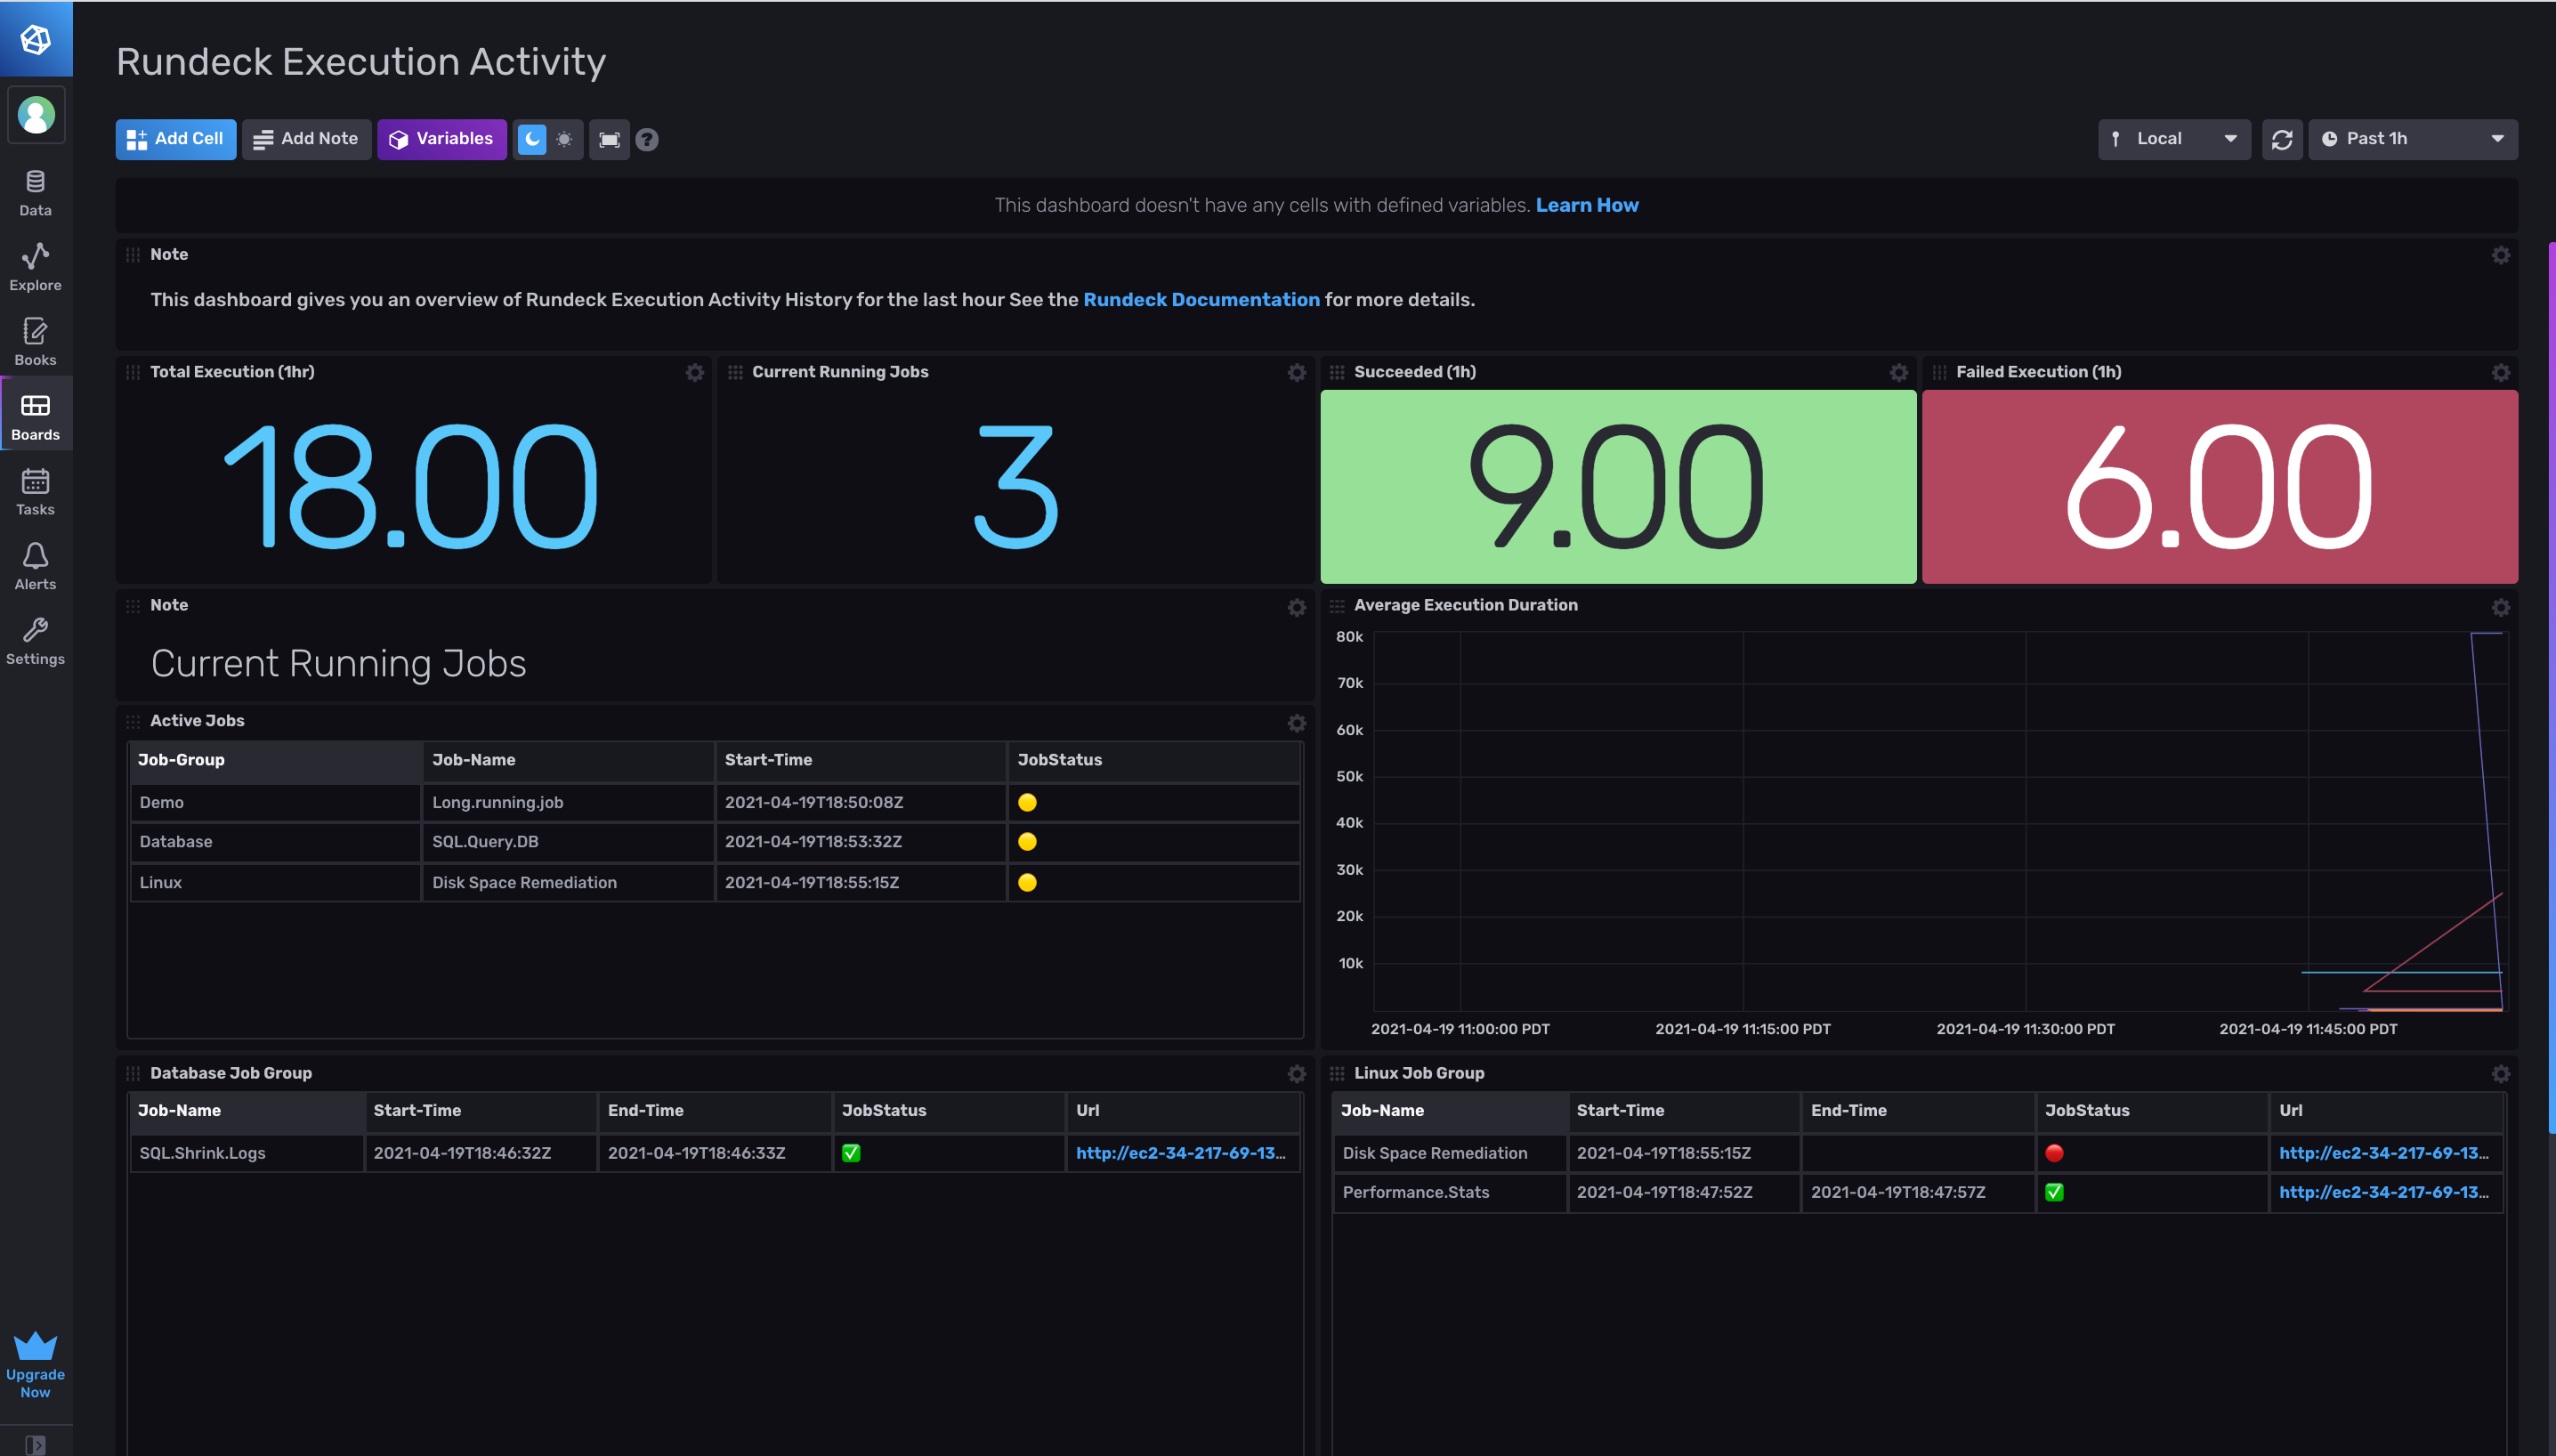 Rundeck Execution Activity
Add Cell
Add Note
Variables
?
Local
Past 1h
Data
Explore
Books
Boards
Tasks
Alerts
Settings
Upgrade
Now
This dashboard doesn't have any cells with defined variables. Learn How
Note
This dashboard gives you an overview of Rundeck Execution Activity History for the last hour See the Rundeck Documentation for more details.
Total Execution (1hr)
18.00
Current Running Jobs
3
Succeeded (1h)
9.00
Failed Execution (1h)
6.00
Note
Current Running Jobs
Active Jobs
Job-Group Job-Name Start-Time JobStatus
Demo Long.running.job 2021-04-19T18:50:08Z
Database SQL.Query.DB 2021-04-19T18:53:32Z
Linux Disk Space Remediation 2021-04-19T18:55:15Z
Average Execution Duration
80k
70k
60k
50k
40k
30k
20k
10k
2021-04-19 11:00:00 PDT 2021-04-19 11:15:00 PDT 2021-04-19 11:30:00 PDT 2021-04-19 11:45:00 PDT
Database Job Group
Job-Name Start-Time End-Time JobStatus Url
SQL.Shrink.Logs 2021-04-19T18:46:32Z 2021-04-19T18:46:33Z http://ec2-34-217-69-13...
Linux Job Group
Job-Name Start-Time End-Time JobStatus Url
Disk Space Remediation 2021-04-19T18:55:15Z http://ec2-34-217-69-13...
Performance.Stats 2021-04-19T18:47:52Z 2021-04-19T18:47:57Z http://ec2-34-217-69-13...